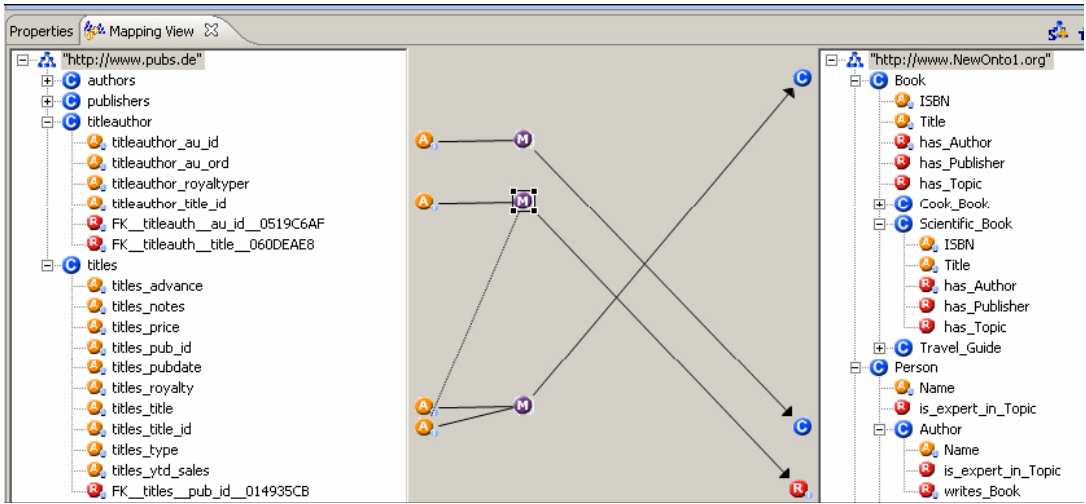 Properties Mapping View
"http://www.pubs.de"
authors
publishers
titleauthor
titleauthor_au_id
titleauthor_au_ord
titleauthor_royaltyper
titleauthor_title_id
FK__titleauth__au_id__0519C6AF
FK__titleauth__title__060DEAE8
titles
titles_advance
titles_notes
titles_price
titles_pub_id
titles_pubdate
titles_royalty
titles_title
titles_title_id
titles_type
titles_ytd_sales
FK__titles__pub_id__014935CB
A M
A M
A M
A
C
C
R
"http://www.NewOnto1.org"
Book
ISBN
Title
has_Author
has_Publisher
has_Topic
Cook_Book
Scientific_Book
ISBN
Title
has_Author
has_Publisher
has_Topic
Travel_Guide
Person
Name
is_expert_in_Topic
Author
Name
is_expert_in_Topic
writes_Book